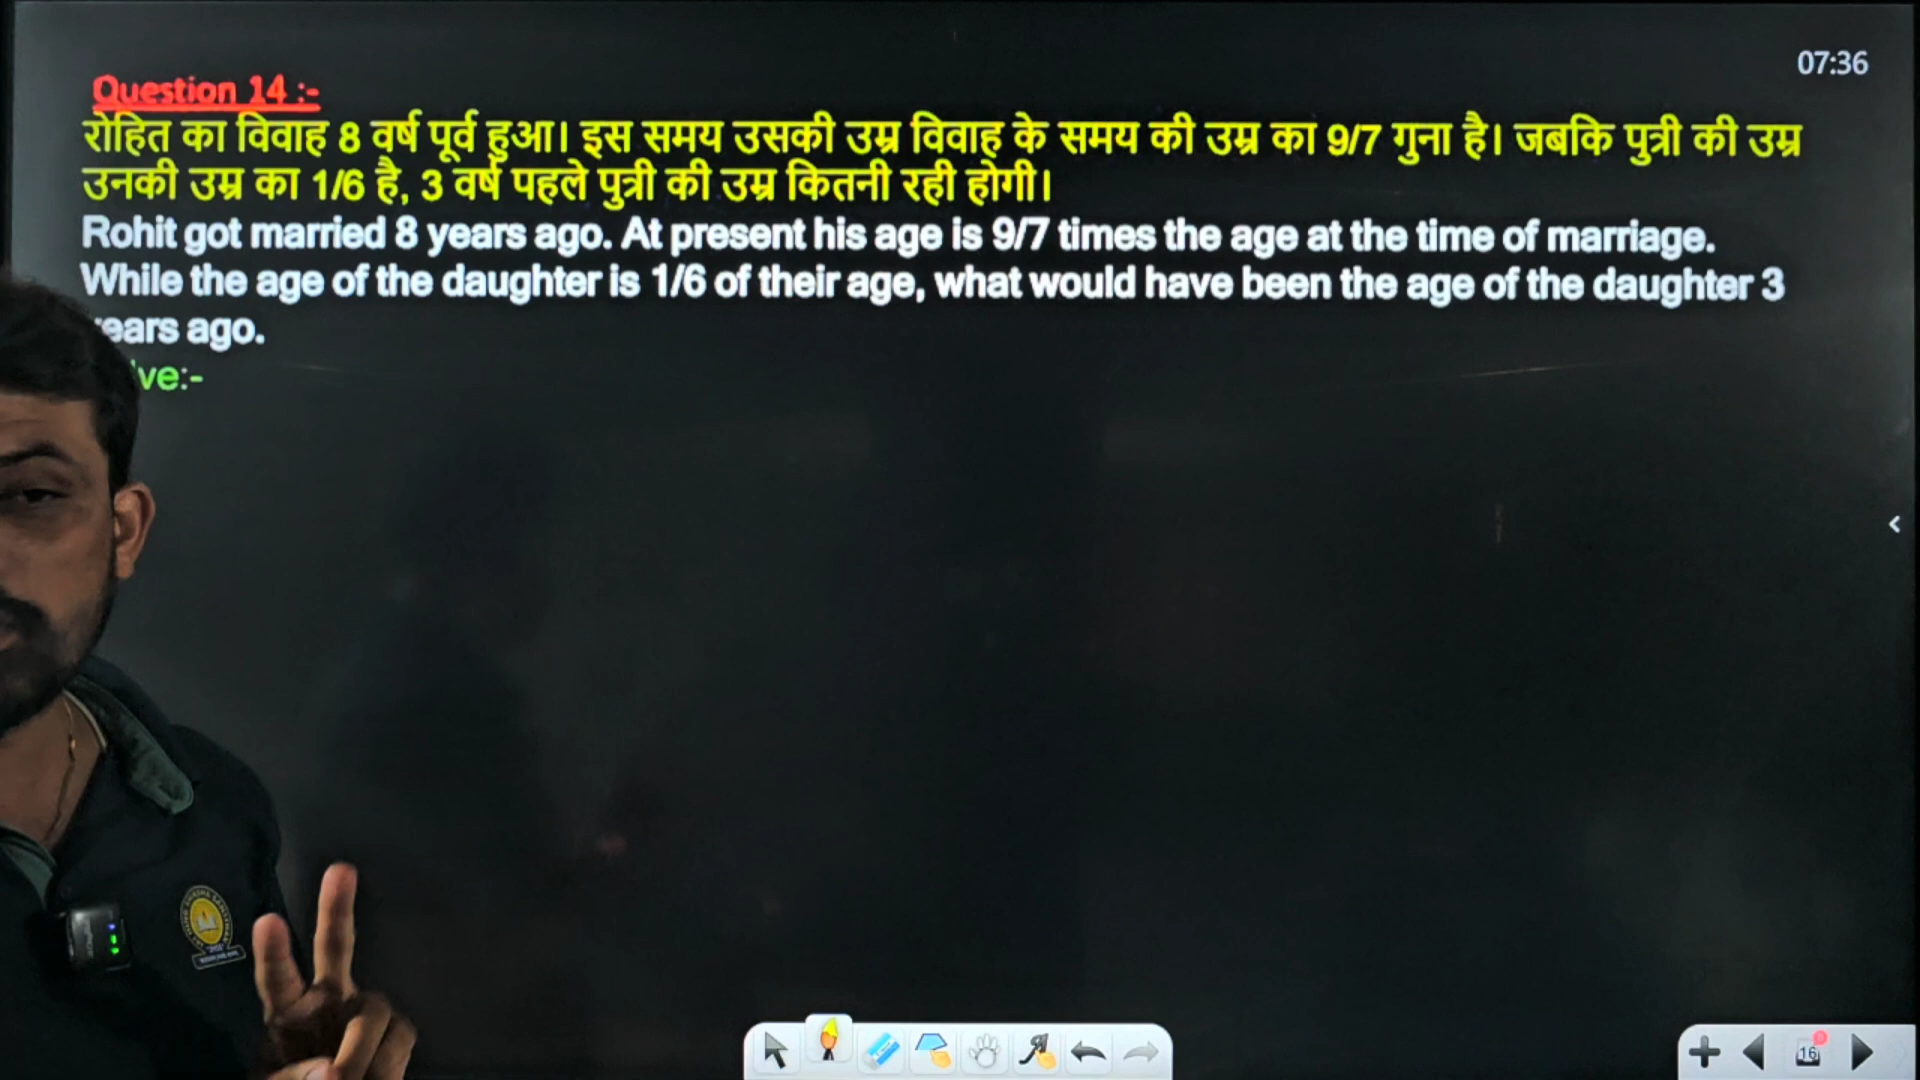 07:36
Question 14 :-
रोहित का विवाह 8 वर्ष पूर्व हुआ। इस समय उसकी उम्र विवाह के समय की उम्र का 9/7 गुना है। जबकि पुत्री की उम्र
उनकी उम्र का 1/6 है, 3 वर्ष पहले पुत्री की उम्र कितनी रही होगी।
Rohit got married 8 years ago. At present his age is 9/7 times the age at the time of marriage.
While the age of the daughter is 1/6 of their age, what would have been the age of the daughter 3
ears ago.
ve:-
16